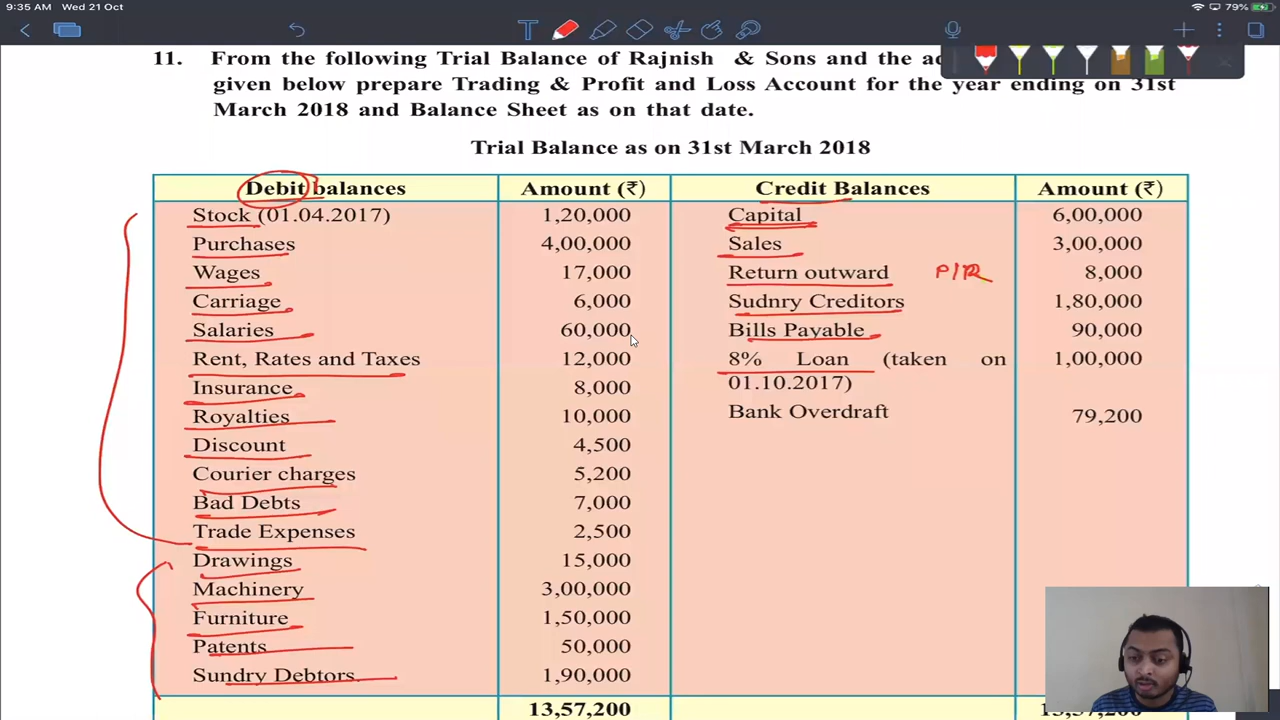 9:35 AM Wed 21 Oct 79%
11. From the following Trial Balance of Rajnish & Sons and the ad
given below prepare Trading & Profit and Loss Account for the year ending on 31st
March 2018 and Balance Sheet as on that date.
Trial Balance as on 31st March 2018
Debit balances Amount (₹) Credit Balances Amount (₹)
Stock (01.04.2017) 1,20,000 Capital 6,00,000
Purchases 4,00,000 Sales 3,00,000
Wages 17,000 Return outward P/R 8,000
Carriage 6,000 Sudnry Creditors 1,80,000
Salaries 60,000 Bills Payable 90,000
Rent, Rates and Taxes 12,000 8% Loan (taken on 1,00,000
Insurance 8,000 01.10.2017)
Royalties 10,000 Bank Overdraft 79,200
Discount 4,500
Courier charges 5,200
Bad Debts 7,000
Trade Expenses 2,500
Drawings 15,000
Machinery 3,00,000
Furniture 1,50,000
Patents 50,000
Sundry Debtors 1,90,000
13,57,200 13,57,200